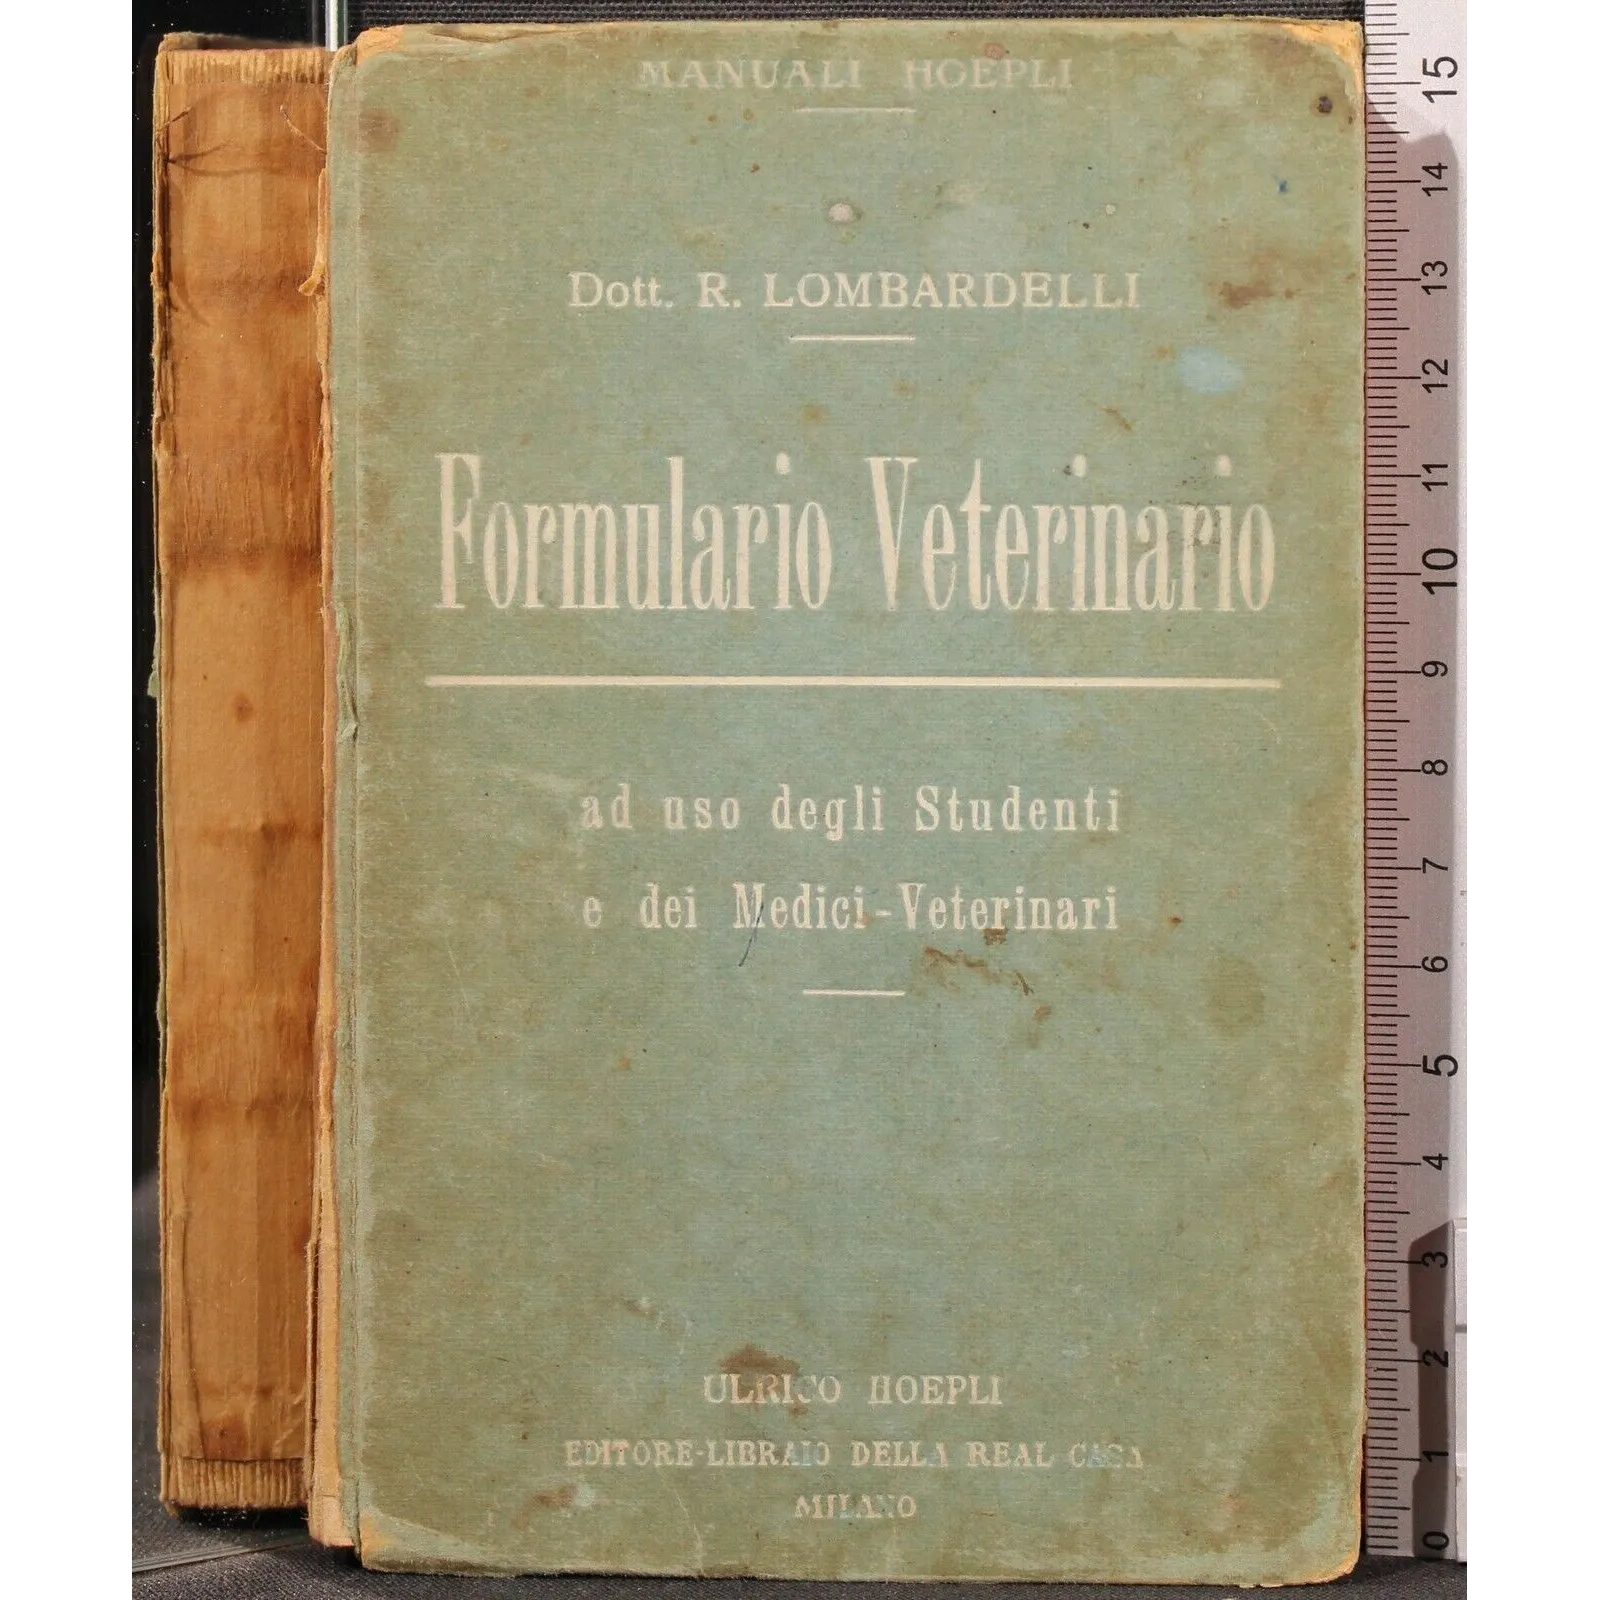 MANUALI HOEPLI
Dott. R. LOMBARDELLI
Formulario Veterinario
ad uso degli Studenti
e dei Medici-Veterinari
ULRICO HOEPLI
EDITORE-LIBRAIO DELLA REAL CASA
MILANO
15
14
13
12
11
10
9
8
7
6
5
4
3
2
1
0